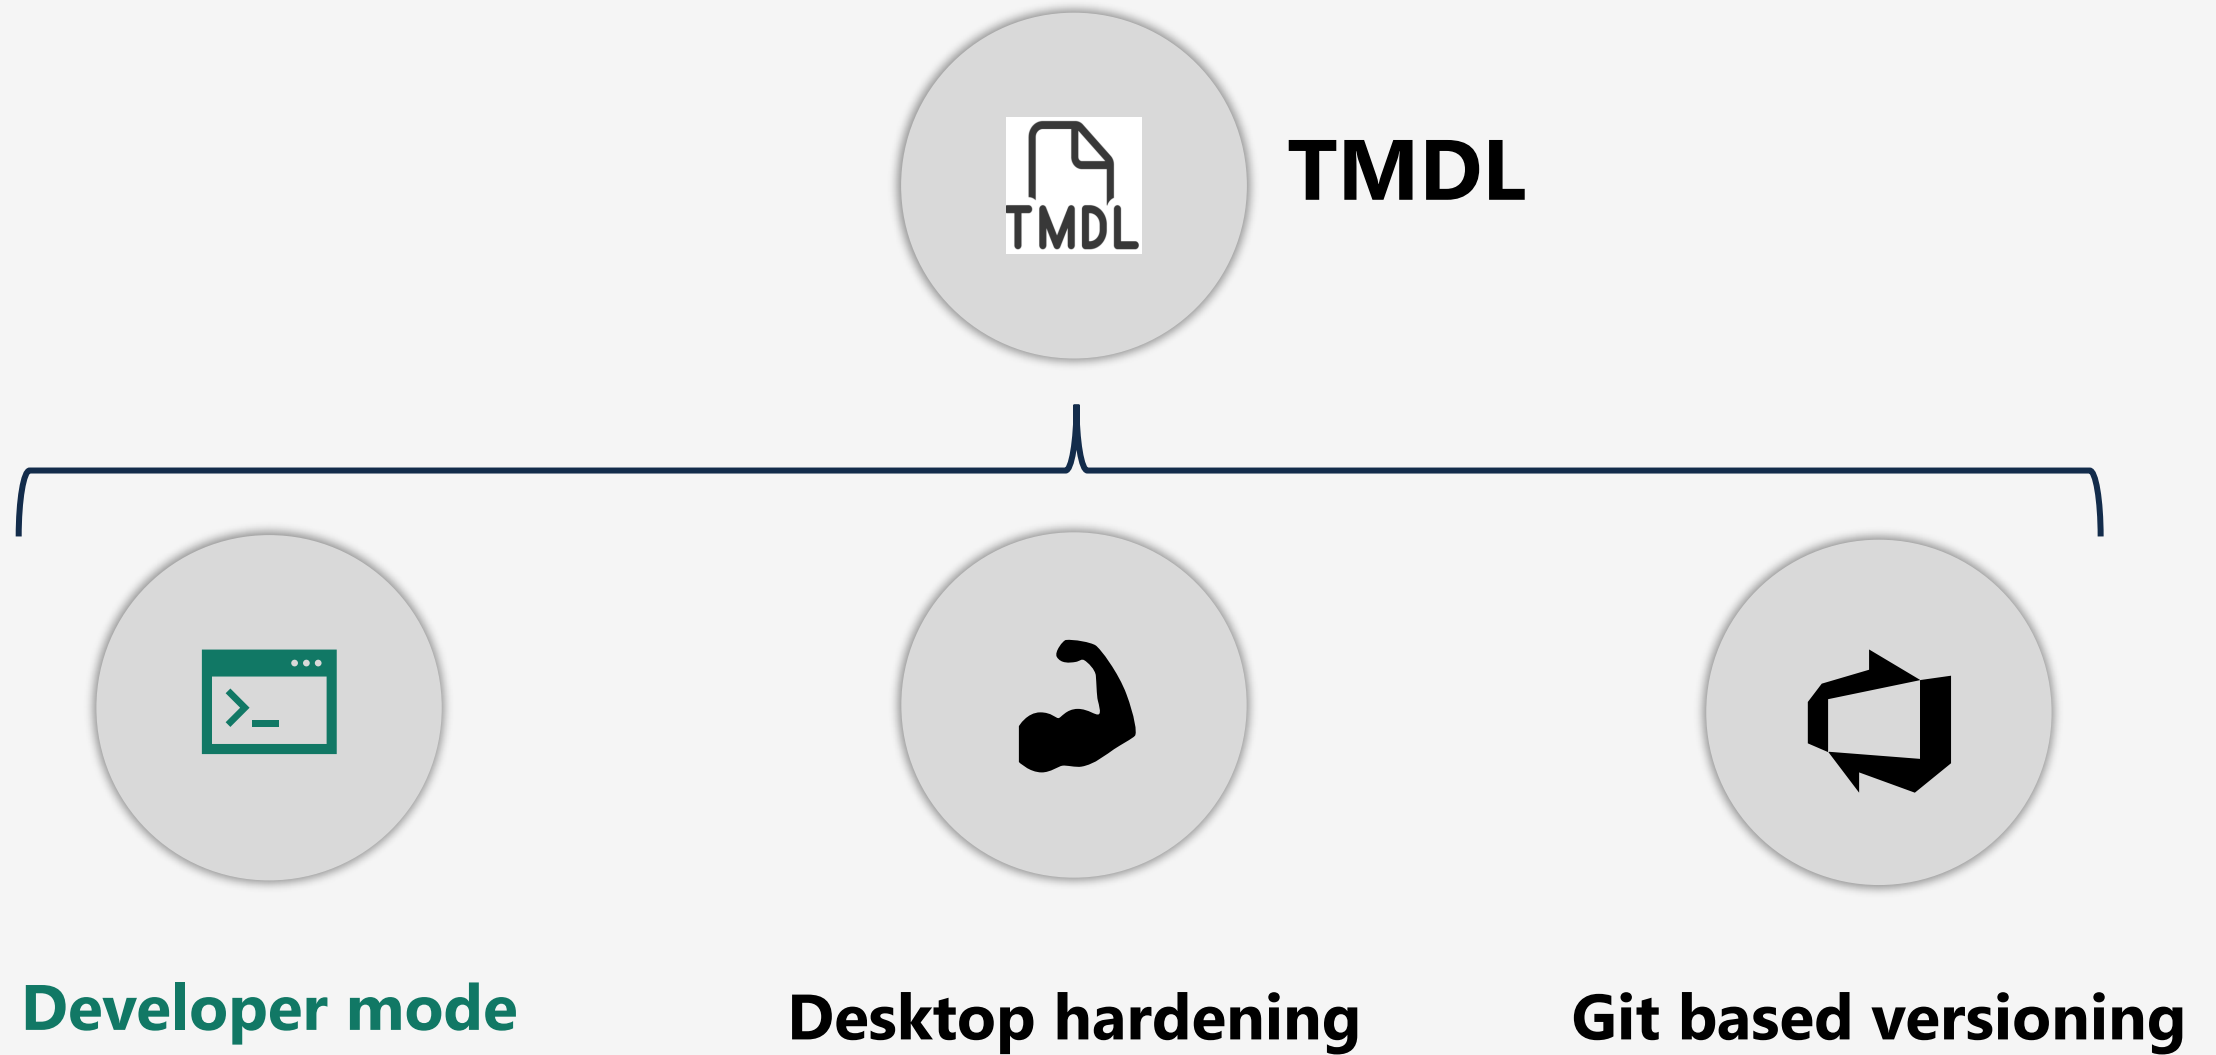 TMDL
TMDL
Developer mode
Desktop hardening
Git based versioning